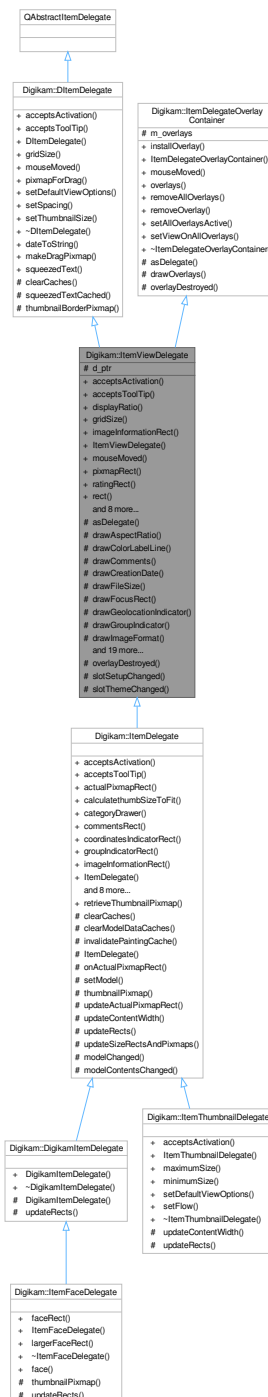 QAbstractItemDelegate
Digikam::DItemDelegate
+ acceptsActivation()
+ acceptsToolTip()
+ DItemDelegate()
+ gridSize()
+ mouseMoved()
+ pixmapForDrag()
+ setDefaultViewOptions()
+ setSpacing()
+ setThumbnailSize()
+ ~DItemDelegate()
+ dateToString()
+ makeDragPixmap()
+ squeezedText()
# clearCaches()
# squeezedTextCached()
# thumbnailBorderPixmap()
Digikam::ItemDelegateOverlay
Container
# m_overlays
+ installOverlay()
+ ItemDelegateOverlayContainer()
+ mouseMoved()
+ overlays()
+ removeAllOverlays()
+ removeOverlay()
+ setAllOverlaysActive()
+ setViewOnAllOverlays()
+ ~ItemDelegateOverlayContainer()
# asDelegate()
# drawOverlays()
# overlayDestroyed()
Digikam::ItemViewDelegate
# d_ptr
+ acceptsActivation()
+ acceptsToolTip()
+ displayRatio()
+ gridSize()
+ imageInformationRect()
+ ItemViewDelegate()
+ mouseMoved()
+ pixmapRect()
+ ratingRect()
+ rect()
and 8 more...
# asDelegate()
# drawAspectRatio()
# drawColorLabelLine()
# drawComments()
# drawCreationDate()
# drawFileSize()
# drawFocusRect()
# drawGeolocationIndicator()
# drawGroupIndicator()
# drawImageFormat()
and 19 more...
# overlayDestroyed()
# slotSetupChanged()
# slotThemeChanged()
Digikam::ItemDelegate
+ acceptsActivation()
+ acceptsToolTip()
+ actualPixmapRect()
+ calculatethumbSizeToFit()
+ categoryDrawer()
+ commentsRect()
+ coordinatesIndicatorRect()
+ groupIndicatorRect()
+ imageInformationRect()
+ ItemDelegate()
and 8 more...
+ retrieveThumbnailPixmap()
# clearCaches()
# clearModelDataCaches()
# invalidatePaintingCache()
# ItemDelegate()
# onActualPixmapRect()
# setModel()
# thumbnailPixmap()
# updateActualPixmapRect()
# updateContentWidth()
# updateRects()
# updateSizeRectsAndPixmaps()
# modelChanged()
# modelContentsChanged()
Digikam::DigikamItemDelegate
+ DigikamItemDelegate()
+ ~DigikamItemDelegate()
# DigikamItemDelegate()
# updateRects()
Digikam::ItemThumbnailDelegate
+ acceptsActivation()
+ ItemThumbnailDelegate()
+ maximumSize()
+ minimumSize()
+ setDefaultViewOptions()
+ setFlow()
+ ~ItemThumbnailDelegate()
# updateContentWidth()
# updateRects()
Digikam::ItemFaceDelegate
+ faceRect()
+ ItemFaceDelegate()
+ largerFaceRect()
+ ~ItemFaceDelegate()
+ face()
# thumbnailPixmap()
# updateRects()